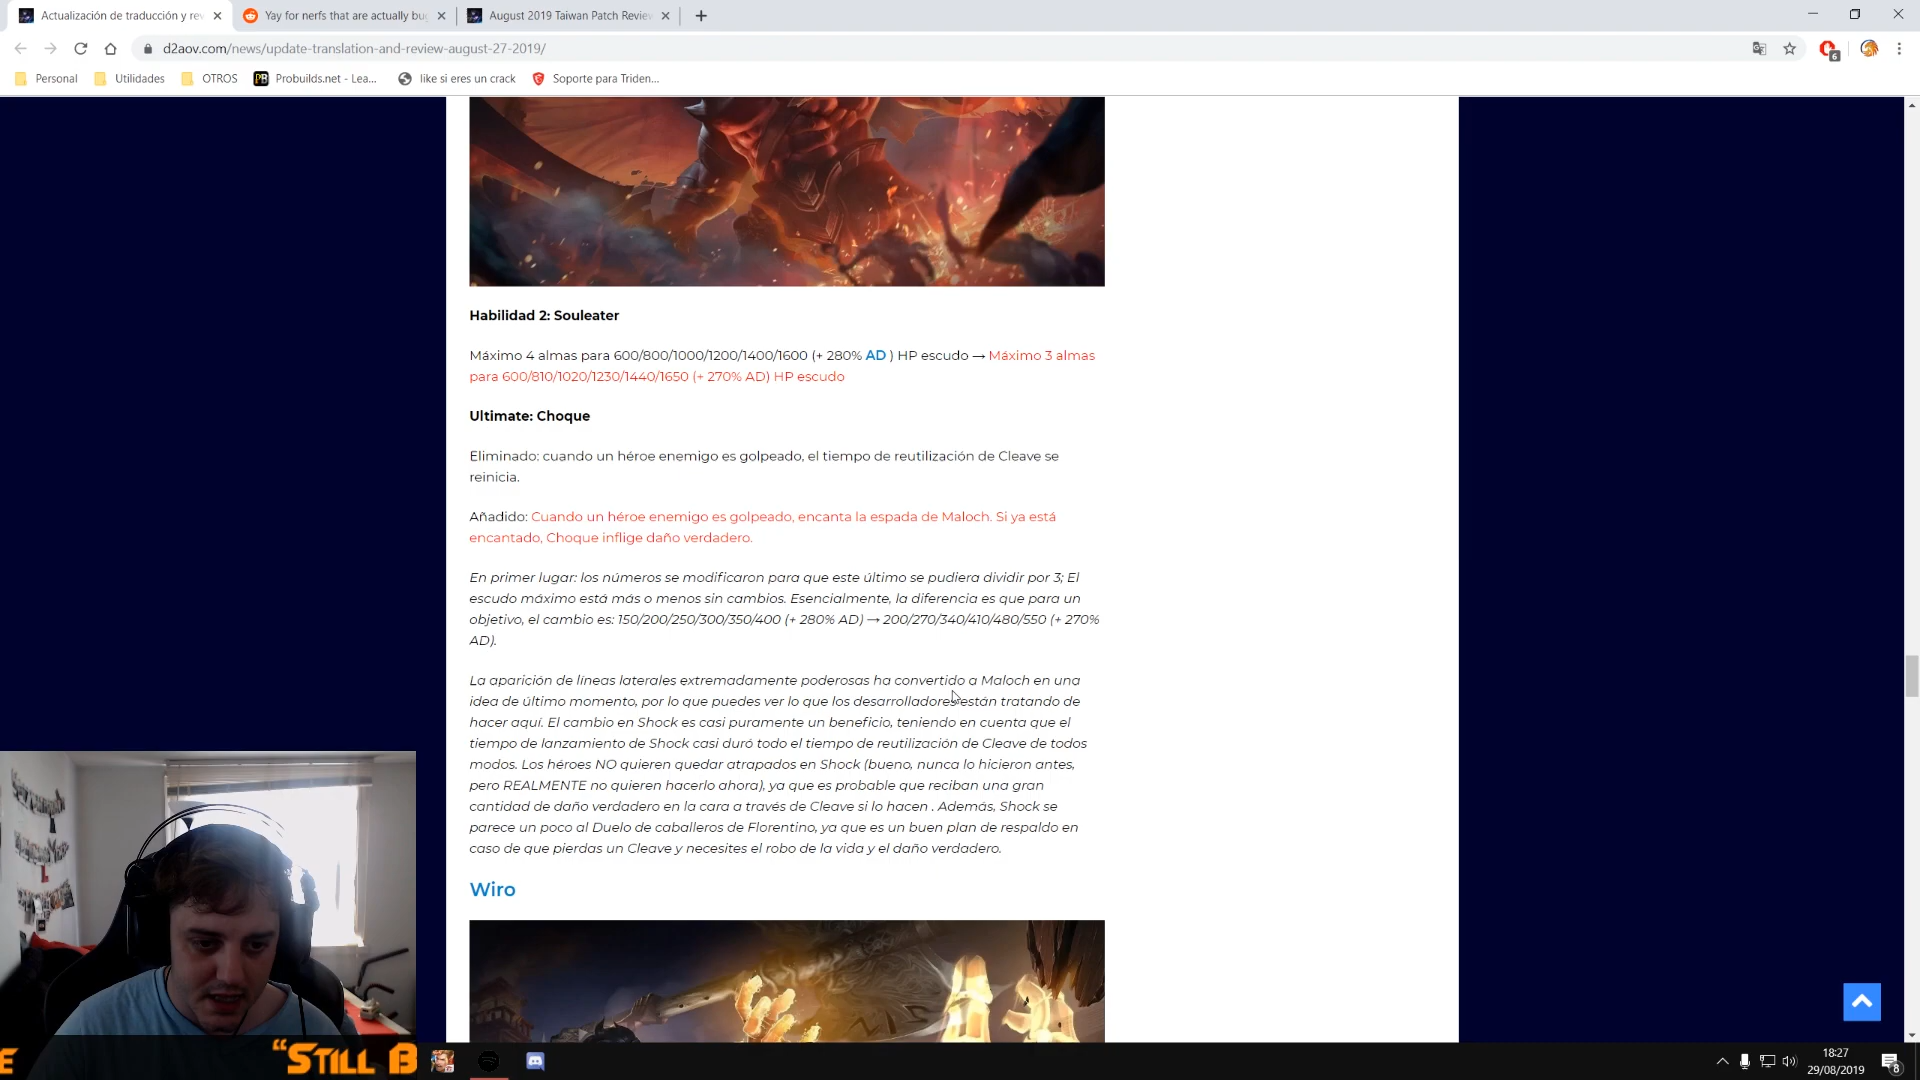 Actualización de traducción y rev
Yay for nerfs that are actually bu
August 2019 Taiwan Patch Review
d2aov.com/news/update-translation-and-review-august-27-2019/
6
Personal
Utilidades
OTROS
PB
Probuilds.net - Lea...
like si eres un crack
Soporte para Triden...
Habilidad 2: Souleater
Máximo 4 almas para 600/800/1000/1200/1400/1600 (+ 280% AD ) HP escudo → Máximo 3 almas
para 600/810/1020/1230/1440/1650 (+ 270% AD) HP escudo
Ultimate: Choque
Eliminado: cuando un héroe enemigo es golpeado, el tiempo de reutilización de Cleave se
reinicia.
Añadido: Cuando un héroe enemigo es golpeado, encanta la espada de Maloch. Si ya está
encantado, Choque inflige daño verdadero.
En primer lugar: los números se modificaron para que este último se pudiera dividir por 3; El
escudo máximo está más o menos sin cambios. Esencialmente, la diferencia es que para un
objetivo, el cambio es: 150/200/250/300/350/400 (+ 280% AD) → 200/270/340/410/480/550 (+ 270%
AD).
La aparición de líneas laterales extremadamente poderosas ha convertido a Maloch en una
idea de último momento, por lo que puedes ver lo que los desarrolladores están tratando de
hacer aquí. El cambio en Shock es casi puramente un beneficio, teniendo en cuenta que el
tiempo de lanzamiento de Shock casi duró todo el tiempo de reutilización de Cleave de todos
modos. Los héroes NO quieren quedar atrapados en Shock (bueno, nunca lo hicieron antes,
pero REALMENTE no quieren hacerlo ahora), ya que es probable que reciban una gran
cantidad de daño verdadero en la cara a través de Cleave si lo hacen . Además, Shock se
parece un poco al Duelo de caballeros de Florentino, ya que es un buen plan de respaldo en
caso de que pierdas un Cleave y necesites el robo de la vida y el daño verdadero.
Wiro
E "STILL B
18:27
29/08/2019
8